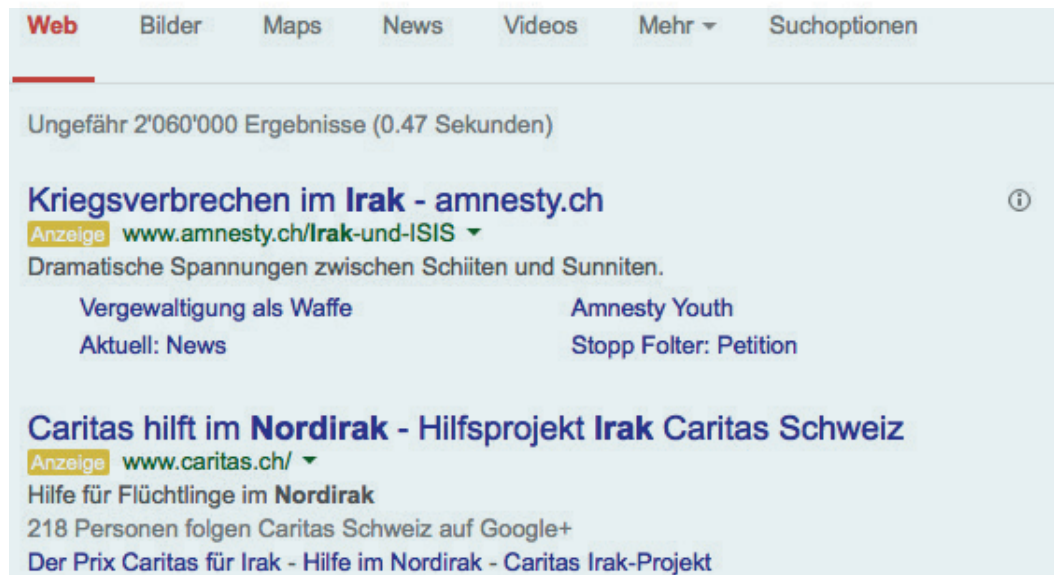 Web Bilder Maps News Videos Mehr Suchoptionen
Ungefähr 2'060'000 Ergebnisse (0.47 Sekunden)
Kriegsverbrechen im Irak - amnesty.ch
Anzeige www.amnesty.ch/Irak-und-ISIS
Dramatische Spannungen zwischen Schiiten und Sunniten.
Vergewaltigung als Waffe Amnesty Youth
Aktuell: News Stopp Folter: Petition
Caritas hilft im Nordirak - Hilfsprojekt Irak Caritas Schweiz
Anzeige www.caritas.ch/
Hilfe für Flüchtlinge im Nordirak
218 Personen folgen Caritas Schweiz auf Google+
Der Prix Caritas für Irak - Hilfe im Nordirak - Caritas Irak-Projekt